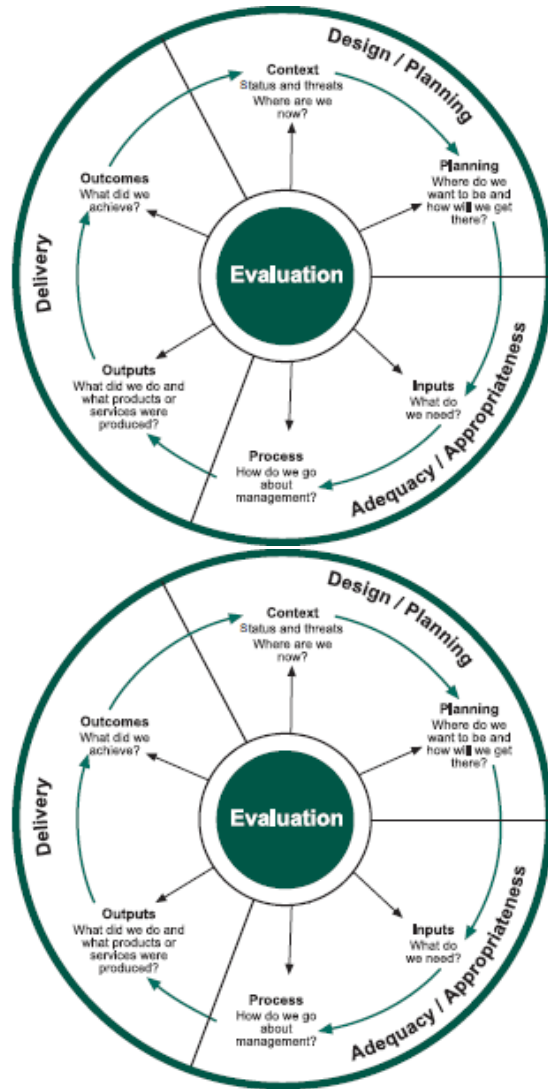 Design / Planning
Context
Status and threats
Where are we
now?
Planning
Where do we
want to be and
how will we get
there?
Outcomes
What did we
achieve?
Delivery
Evaluation
Outputs
What did we do and
what products or
services were
produced?
Inputs
What do
we need?
Process
How do we go
about
management?
Adequacy / Appropriateness
Design / Planning
Context
Status and threats
Where are we
now?
Planning
Where do we
want to be and
how will we get
there?
Outcomes
What did we
achieve?
Delivery
Evaluation
Outputs
What did we do and
what products or
services were
produced?
Inputs
What do
we need?
Process
How do we go
about
management?
Adequacy / Appropriateness